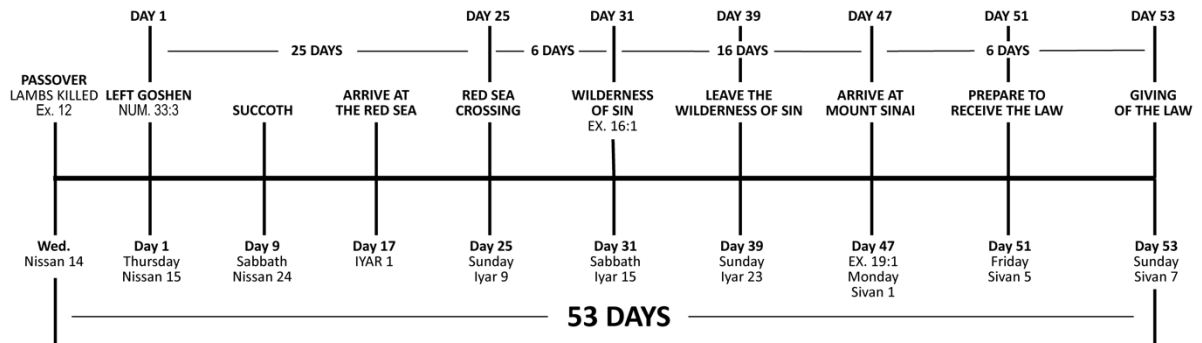 DAY 1
DAY 25
DAY 31
DAY 39
DAY 47
DAY 51
DAY 53
25 DAYS
6 DAYS
16 DAYS
6 DAYS
PASSOVER
LAMBS KILLED
Ex. 12
LEFT GOSHEN
NUM. 33:3
SUCCOTH
ARRIVE AT
THE RED SEA
RED SEA
CROSSING
WILDERNESS
OF SIN
EX. 16:1
LEAVE THE
WILDERNESS OF SIN
ARRIVE AT
MOUNT SINAI
PREPARE TO
RECEIVE THE LAW
GIVING
OF THE LAW
Wed.
Nissan 14
Day 1
Thursday
Nissan 15
Day 9
Sabbath
Nissan 24
Day 17
IYAR 1
Day 25
Sunday
Iyar 9
Day 31
Sabbath
Iyar 15
Day 39
Sunday
Iyar 23
Day 47
EX. 19:1
Monday
Sivan 1
Day 51
Friday
Sivan 5
Day 53
Sunday
Sivan 7
53 DAYS